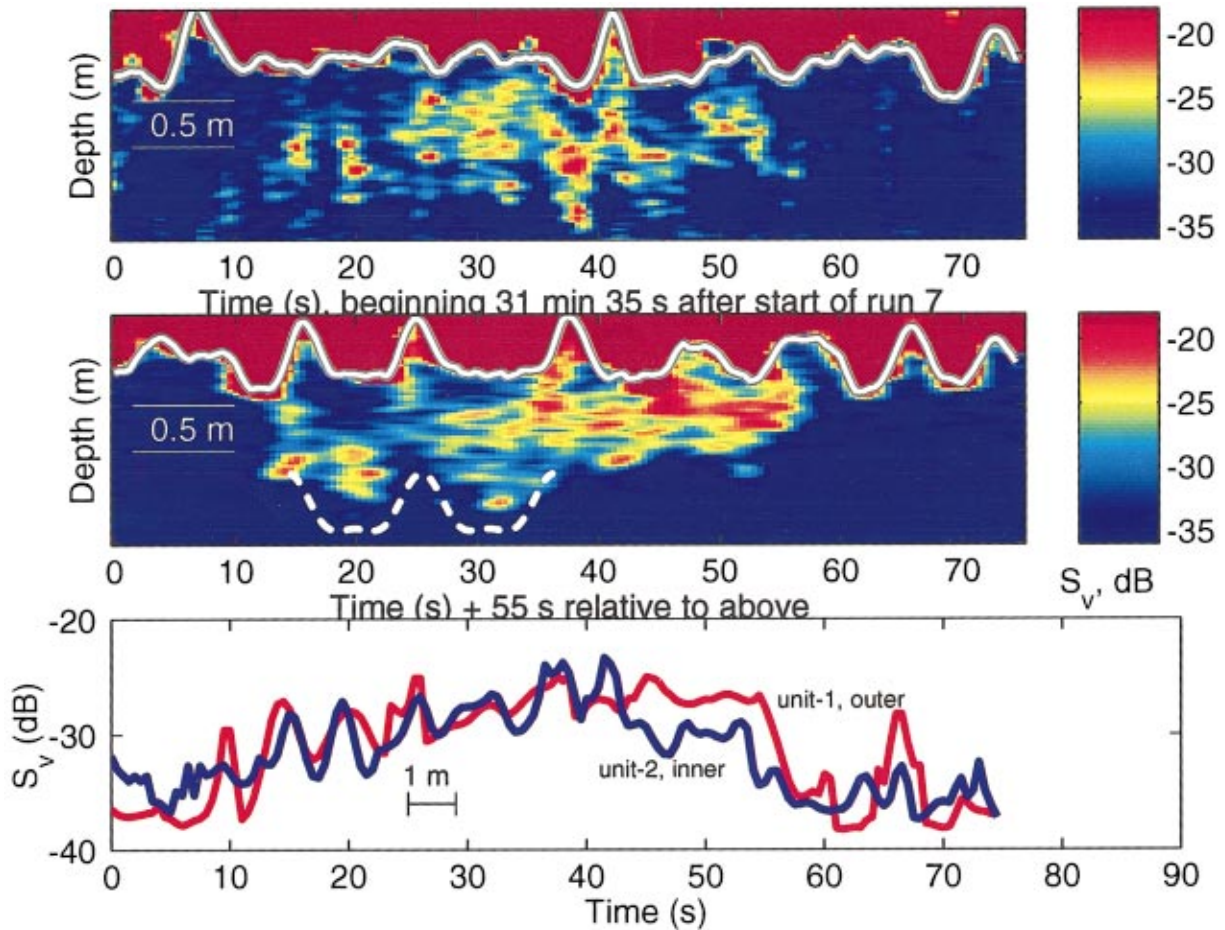 Depth (m)
0.5 m
-20
-25
-30
-35
0 10 20 30 40 50 60 70
Time (s), beginning 31 min 35 s after start of run 7
Depth (m)
0.5 m
-20
-25
-30
-35
0 10 20 30 40 50 60 70
Time (s) + 55 s relative to above
S_v, dB
-20
-30
-40
S_v (dB)
unit-1, outer
unit-2, inner
1 m
0 10 20 30 40 50 60 70 80 90
Time (s)